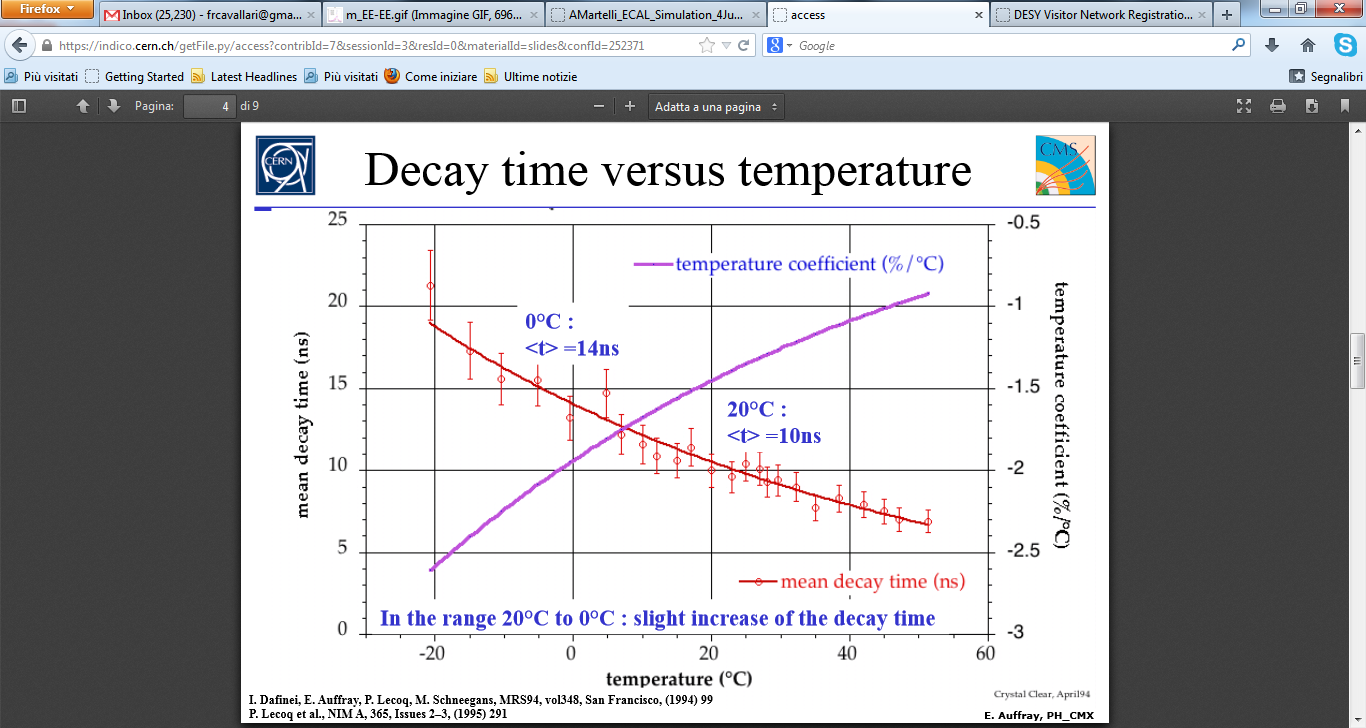 Firefox
Inbox (25,230) - frcavallari@gma...
m_EE-EE.gif (Immagine GIF, 696...
AMartelli_ECAL_Simulation_4Ju...
access
DESY Visitor Network Registratio...
https://indico.cern.ch/getFile.py/access?contribId=7&sessionId=3&resId=0&materialId=slides&confId=252371
Google
Più visitati
Getting Started
Latest Headlines
Più visitati
Come iniziare
Ultime notizie
Segnalibri
Pagina: 4 di 9
Adatta a una pagina
CERN
CMS
Decay time versus temperature
25
20
15
10
5
0
mean decay time (ns)
-0.5
-1
-1.5
-2
-2.5
-3
temperature coefficient (%/°C)
temperature coefficient (%/°C)
0°C :
<t> =14ns
20°C :
<t> =10ns
mean decay time (ns)
In the range 20°C to 0°C : slight increase of the decay time
-20 0 20 40 60
temperature (°C)
Crystal Clear, April94
I. Dafinei, E. Auffray, P. Lecoq, M. Schneegans, MRS94, vol348, San Francisco, (1994) 99
P. Lecoq et al., NIM A, 365, Issues 2–3, (1995) 291
E. Auffray, PH_CMX